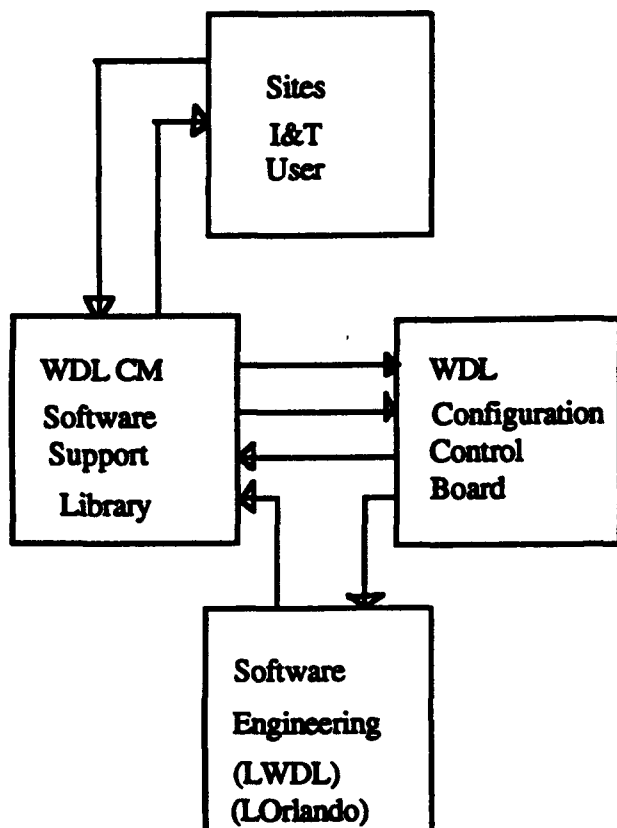 Sites
I&T
User
WDL CM
Software
Support
Library
WDL
Configuration
Control
Board
Software
Engineering
(LWDL)
(LOrlando)